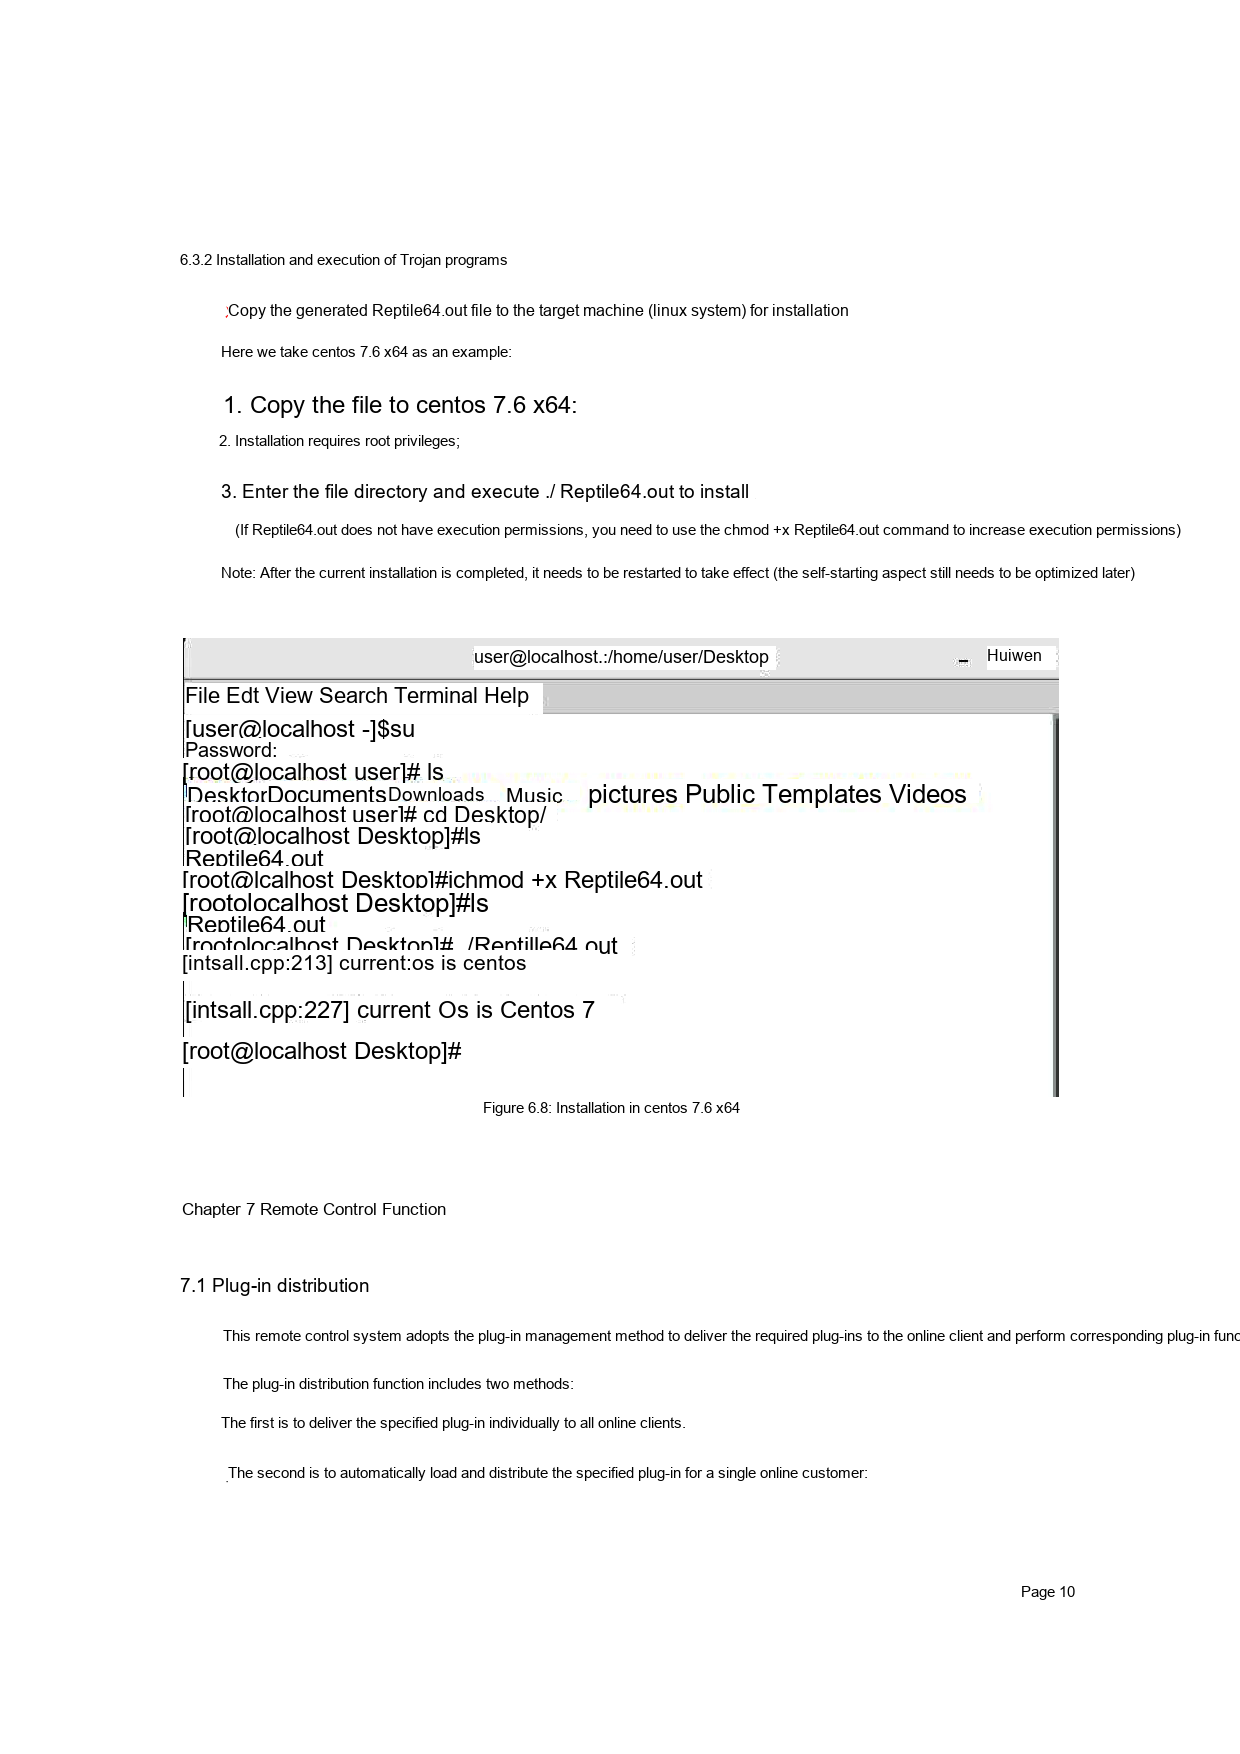 6.3.2 Installation and execution of Trojan programs
Copy the generated Reptile64.out file to the target machine (linux system) for installation
Here we take centos 7.6 x64 as an example:
1. Copy the file to centos 7.6 x64:
2. Installation requires root privileges;
3. Enter the file directory and execute ./ Reptile64.out to install
(If Reptile64.out does not have execution permissions, you need to use the chmod +x Reptile64.out command to increase execution permissions)
Note: After the current installation is completed, it needs to be restarted to take effect (the self-starting aspect still needs to be optimized later)
user@localhost.:/home/user/Desktop
Huiwen
File Edt View Search Terminal Help
[user@localhost -]$su
Password:
[root@localhost user]# ls
DesktopDocumentsDownloads Music pictures Public Templates Videos
[root@localhost user]# cd Desktop/
[root@localhost Desktop]#ls
Reptile64.out
[root@lcalhost Desktop]#ichmod +x Reptile64.out
[rootolocalhost Desktop]#ls
Reptile64.out
[rootolocalhost Desktop]# ./Reptille64 out
[intsall.cpp:213] current:os is centos
[intsall.cpp:227] current Os is Centos 7
[root@localhost Desktop]#
Figure 6.8: Installation in centos 7.6 x64
Chapter 7 Remote Control Function
7.1 Plug-in distribution
This remote control system adopts the plug-in management method to deliver the required plug-ins to the online client and perform corresponding plug-in func
The plug-in distribution function includes two methods:
The first is to deliver the specified plug-in individually to all online clients.
The second is to automatically load and distribute the specified plug-in for a single online customer:
Page 10